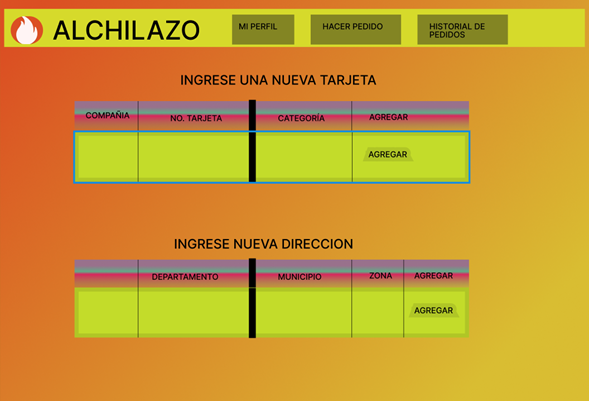 ALCHILAZO
MI PERFIL
HACER PEDIDO
HISTORIAL DE
PEDIDOS
INGRESE UNA NUEVA TARJETA
COMPAÑIA
NO. TARJETA
CATEGORÍA
AGREGAR
AGREGAR
INGRESE NUEVA DIRECCION
DEPARTAMENTO
MUNICIPIO
ZONA
AGREGAR
AGREGAR